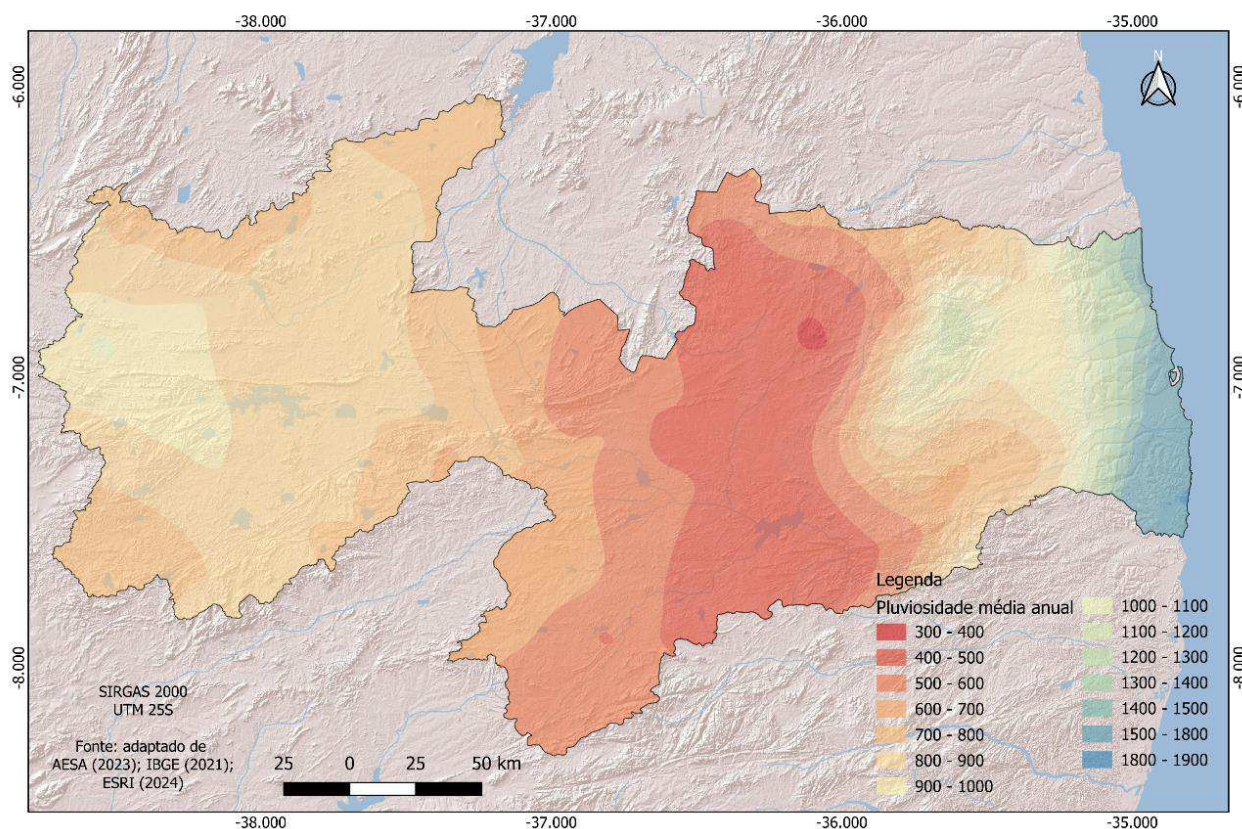 -38.000 -37.000 -36.000 -35.000
-6.000 -6.000
N
-7.000 -7.000
-8.000 -8.000
Legenda
Pluviosidade média anual
300 - 400
400 - 500
500 - 600
600 - 700
700 - 800
800 - 900
900 - 1000
1000 - 1100
1100 - 1200
1200 - 1300
1300 - 1400
1400 - 1500
1500 - 1800
1800 - 1900
SIRGAS 2000
UTM 25S
Fonte: adaptado de
AESA (2023); IBGE (2021);
ESRI (2024)
25 0 25 50 km
-38.000 -37.000 -36.000 -35.000